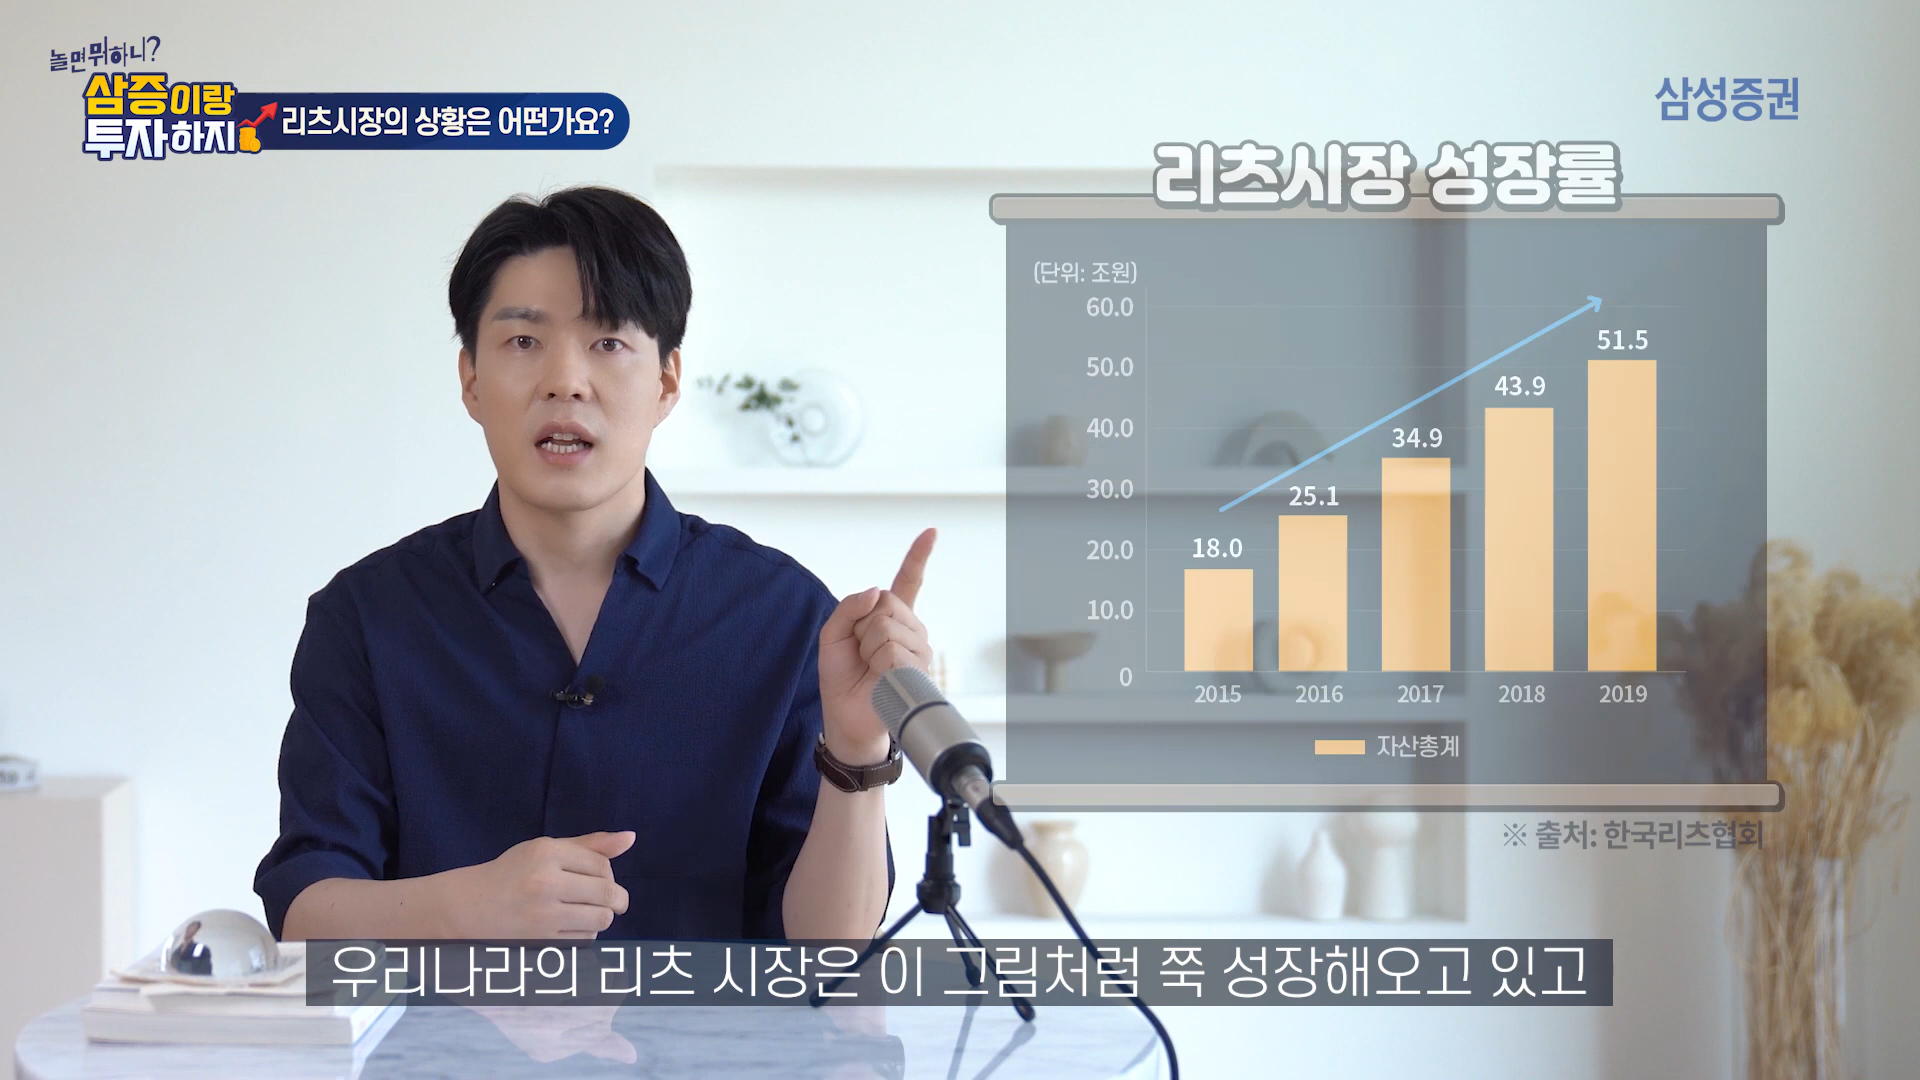 놀면뭐하니?
삼증이랑
투자하지
리츠시장의 상황은 어떤가요?
삼성증권
리츠시장 성장률
(단위: 조원)
60.0
50.0
40.0
30.0
20.0
10.0
0
18.0
25.1
34.9
43.9
51.5
2015
2016
2017
2018
2019
자산총계
※ 출처: 한국리츠협회
우리나라의 리츠 시장은 이 그림처럼 쭉 성장해오고 있고